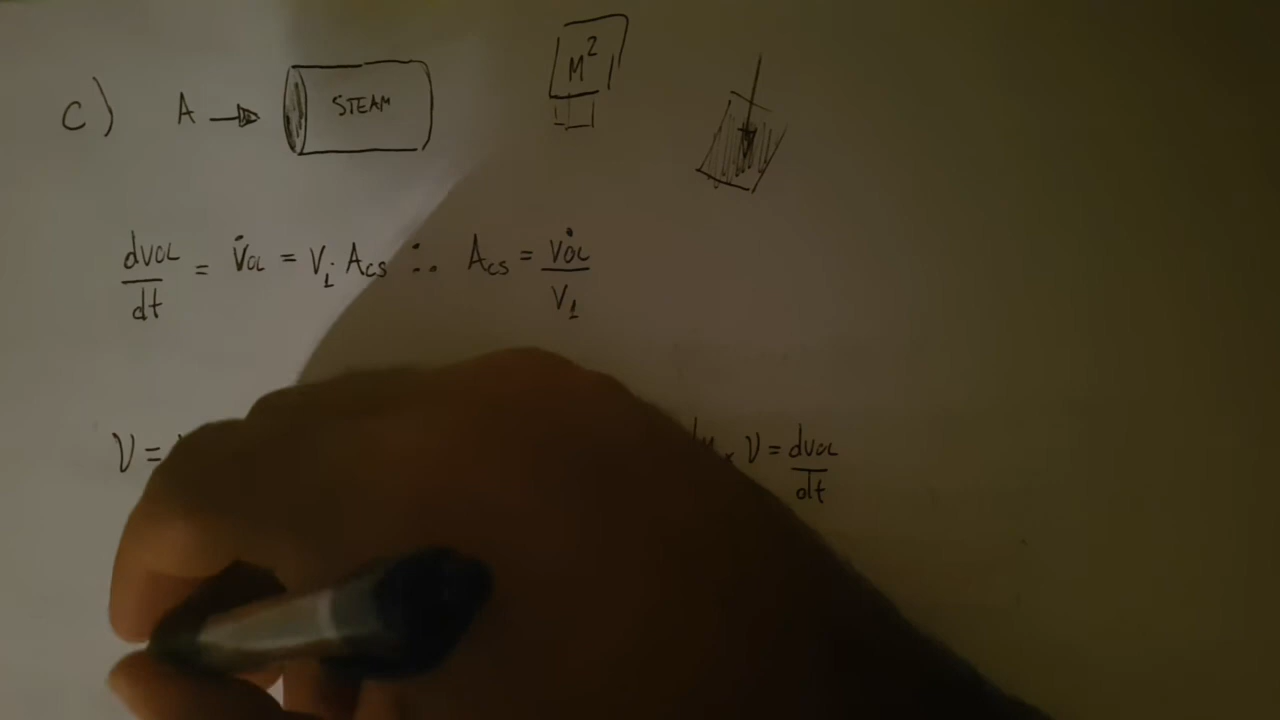 C) A → STEAM M²
dVOL/dt = V̇OL = V₁ · ACS ∴ ACS = V̇OL/V₁
ν = ν = dVOL/dt